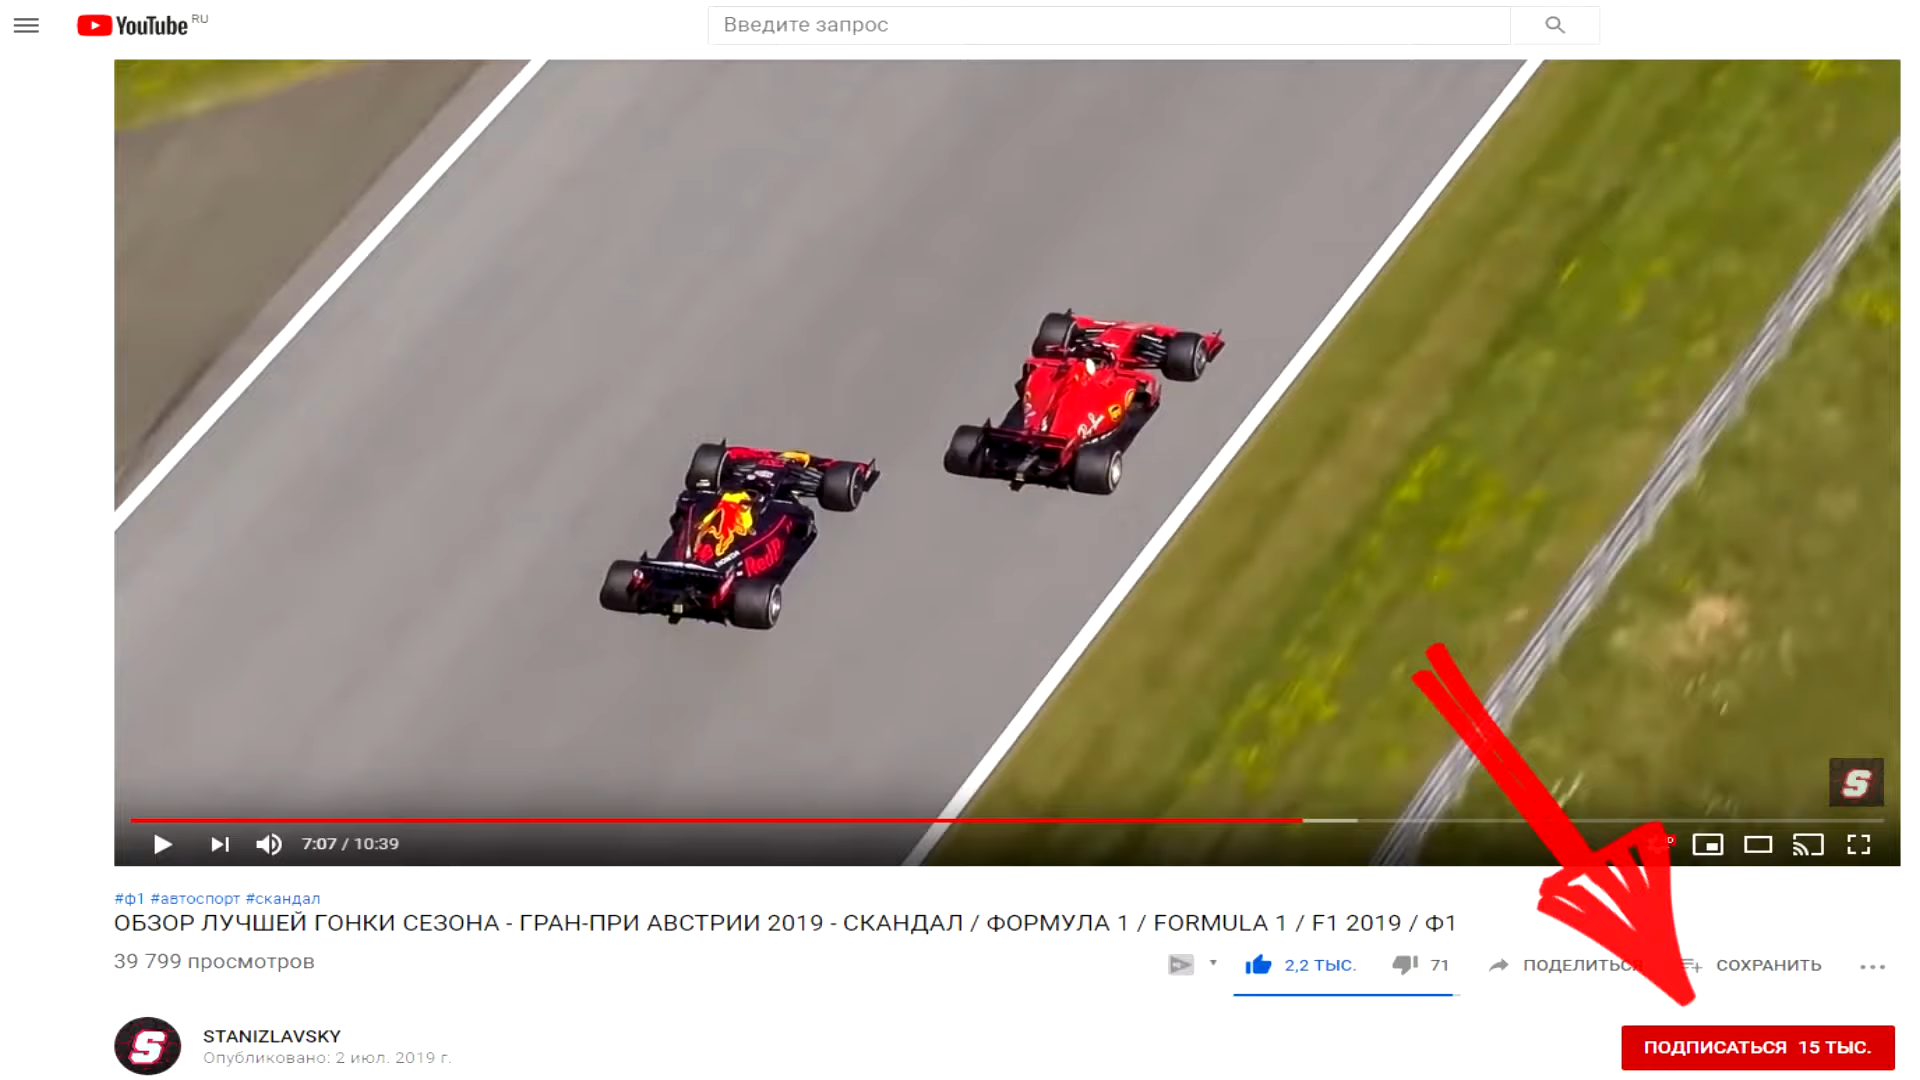 YouTube RU
Введите запрос
HONDA
7:07 / 10:39
#ф1 #автоспорт #скандал
ОБЗОР ЛУЧШЕЙ ГОНКИ СЕЗОНА - ГРАН-ПРИ АВСТРИИ 2019 - СКАНДАЛ / ФОРМУЛА 1 / FORMULA 1 / F1 2019 / Ф1
39 799 просмотров
2,2 ТЫС.
71
ПОДЕЛИТЬСЯ
СОХРАНИТЬ
S
STANIZLAVSKY
Опубликовано: 2 июл. 2019 г.
ПОДПИСАТЬСЯ 15 ТЫС.